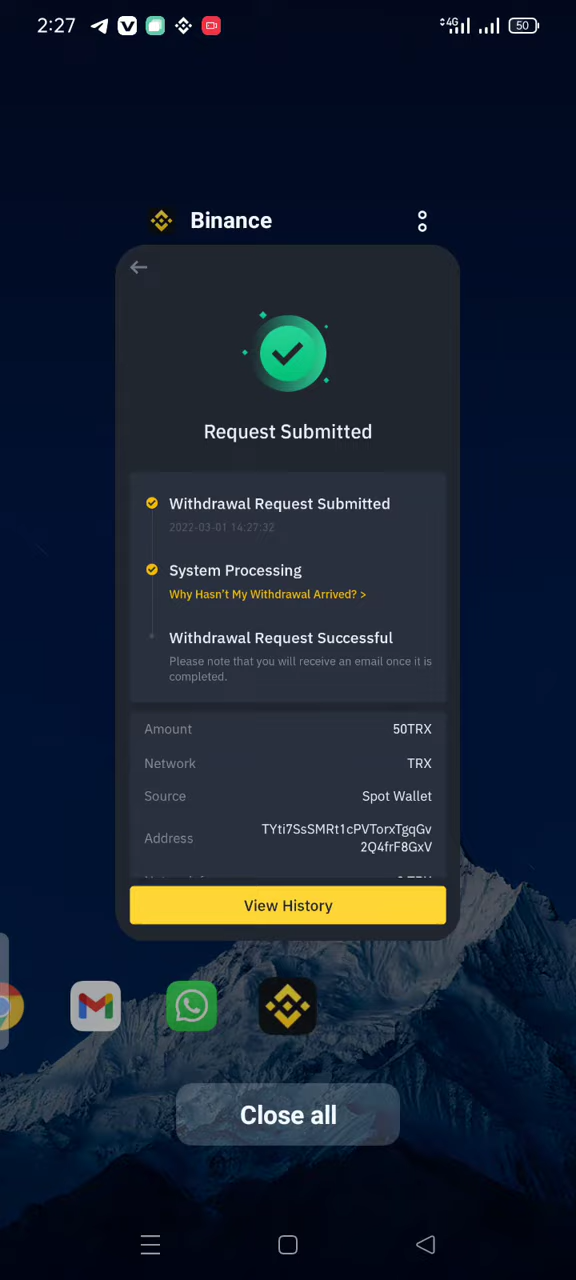 2:27
4G
50
Binance
Request Submitted
Withdrawal Request Submitted
2022-03-01 14:27:32
System Processing
Why Hasn't My Withdrawal Arrived? >
Withdrawal Request Successful
Please note that you will receive an email once it is
completed.
Amount 50TRX
Network TRX
Source Spot Wallet
Address TYti7SsSMRt1cPVTorxTgqGv
2Q4frF8GxV
View History
Close all